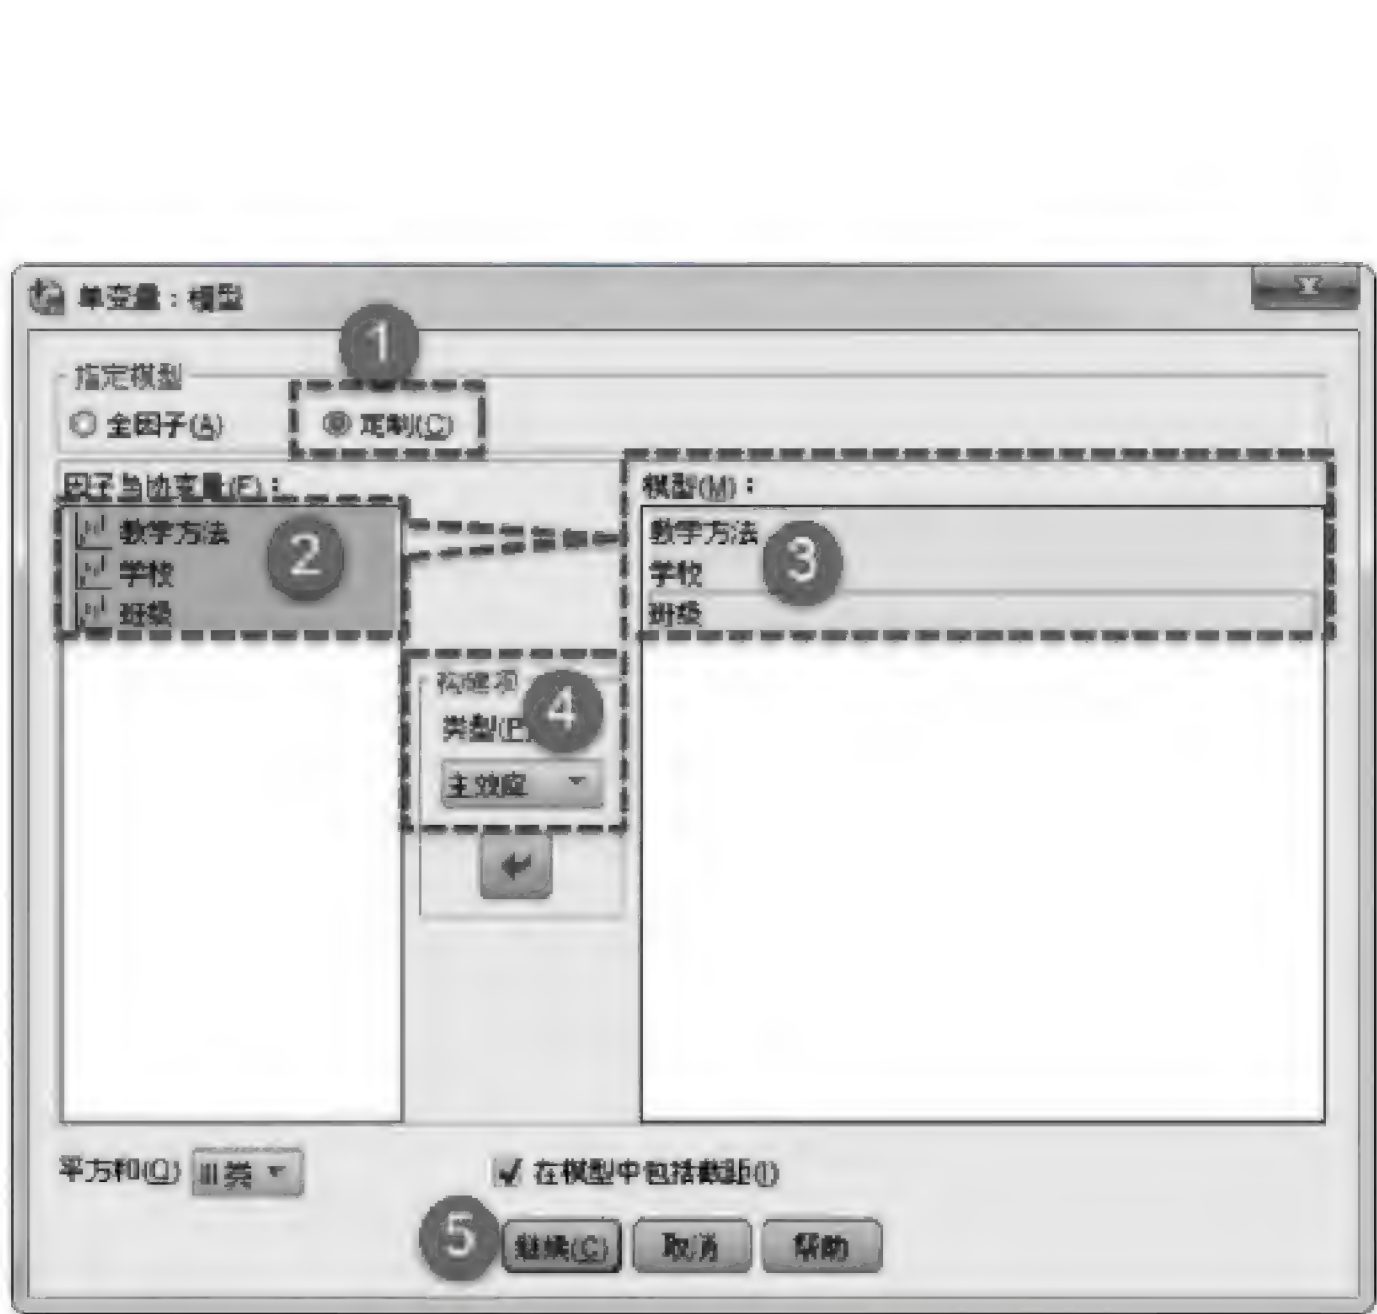 单变量：模型
1
指定模型
全因子(A)
定制(C)
因子与协变量(F)：
模型(M)：
教学方法
学校
班级
2
教学方法
学校
班级
3
构建项
4
类型(P)
主效应
平方和(Q)
III类
在模型中包括截距(I)
5
继续(C)
取消
帮助